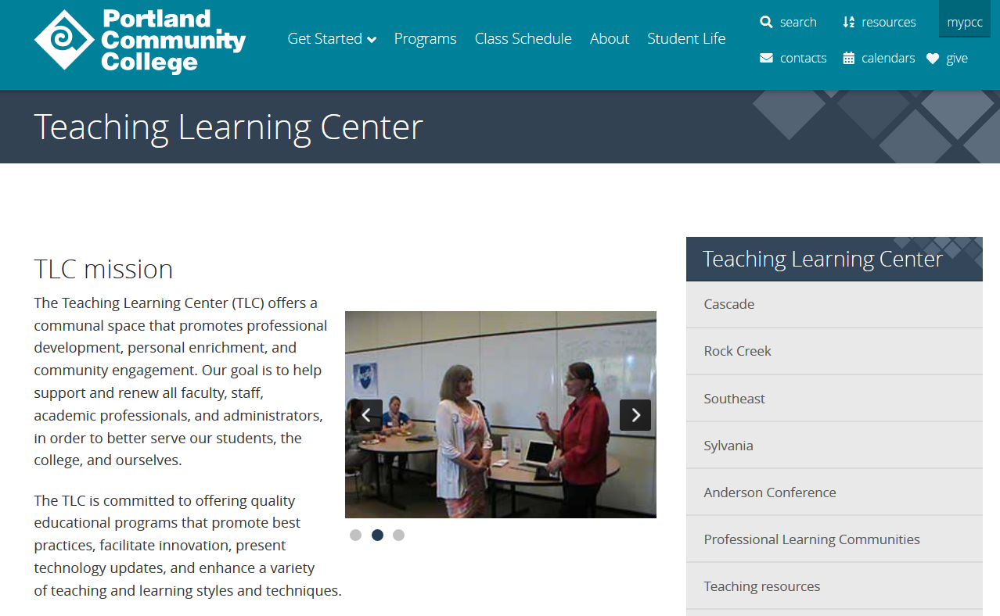 Portland
Community
College
Get Started
Programs
Class Schedule
About
Student Life
search
resources
mypcc
contacts
calendars
give
Teaching Learning Center
TLC mission
The Teaching Learning Center (TLC) offers a
communal space that promotes professional
development, personal enrichment, and
community engagement. Our goal is to help
support and renew all faculty, staff,
academic professionals, and administrators,
in order to better serve our students, the
college, and ourselves.
The TLC is committed to offering quality
educational programs that promote best
practices, facilitate innovation, present
technology updates, and enhance a variety
of teaching and learning styles and techniques.
Teaching Learning Center
Cascade
Rock Creek
Southeast
Sylvania
Anderson Conference
Professional Learning Communities
Teaching resources